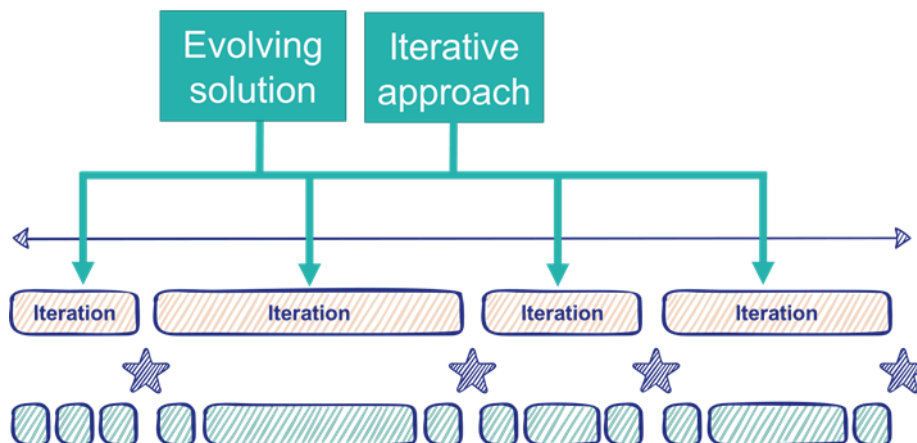 Evolving
solution
Iterative
approach
Iteration
Iteration
Iteration
Iteration